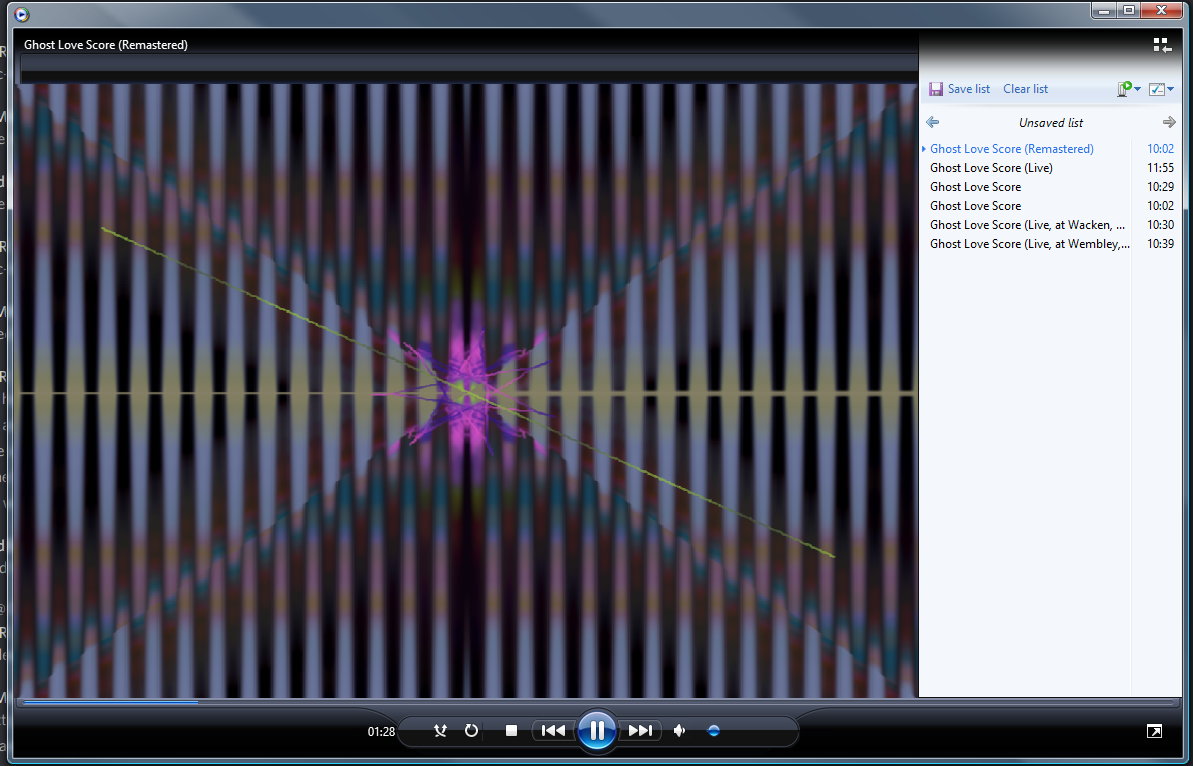 Ghost Love Score (Remastered)
Save list Clear list
Unsaved list
Ghost Love Score (Remastered) 10:02
Ghost Love Score (Live) 11:55
Ghost Love Score 10:29
Ghost Love Score 10:02
Ghost Love Score (Live, at Wacken, ... 10:30
Ghost Love Score (Live, at Wembley,... 10:39
01:28